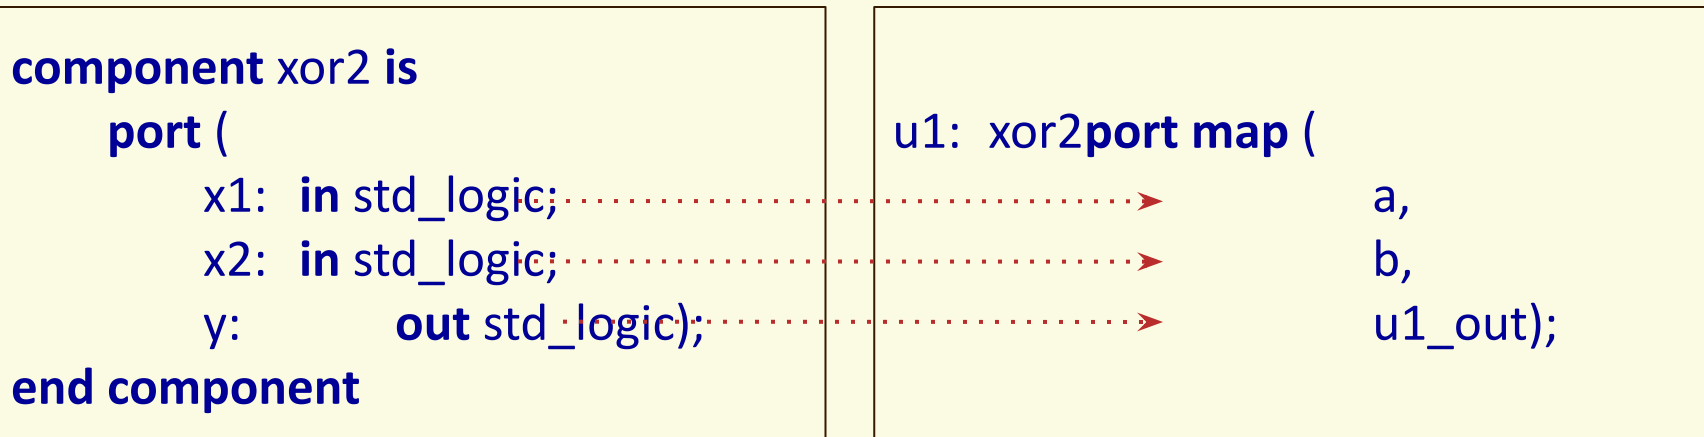 component xor2 is
port (
x1: in std_logic;
x2: in std_logic;
y: out std_logic);
end component
u1: xor2port map (
a,
b,
u1_out);